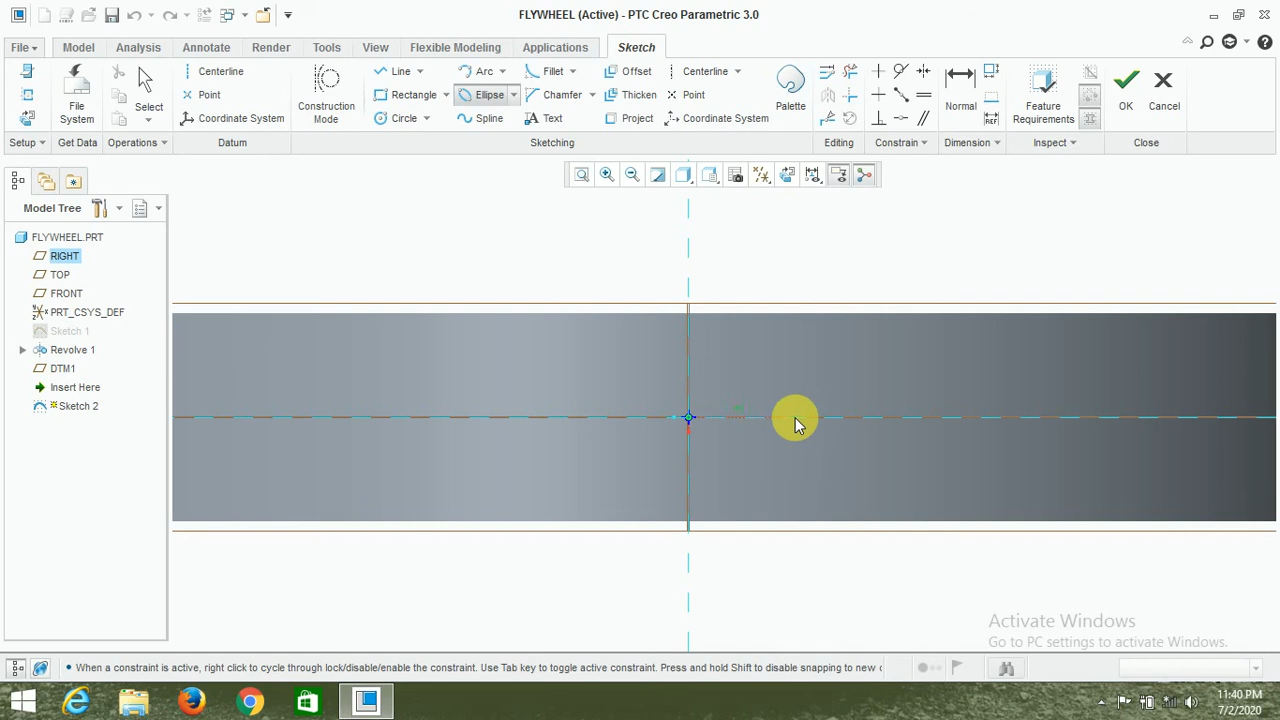 FLYWHEEL (Active) - PTC Creo Parametric 3.0
File Model Analysis Annotate Render Tools View Flexible Modeling Applications Sketch
Centerline Line Arc Fillet Offset Centerline
Point Rectangle Ellipse Chamfer Thicken Point
Coordinate System Circle Spline Text Project Coordinate System
File System Select Construction Mode Palette Normal Feature Requirements OK Cancel
Setup Get Data Operations Datum Sketching Editing Constrain Dimension Inspect Close
Model Tree
FLYWHEEL.PRT
RIGHT
TOP
FRONT
PRT_CSYS_DEF
Sketch 1
Revolve 1
DTM1
Insert Here
Sketch 2
Activate Windows
Go to PC settings to activate Windows.
• When a constraint is active, right click to cycle through lock/disable/enable the constraint. Use Tab key to toggle active constraint. Press and hold Shift to disable snapping to new
11:40 PM
7/2/2020